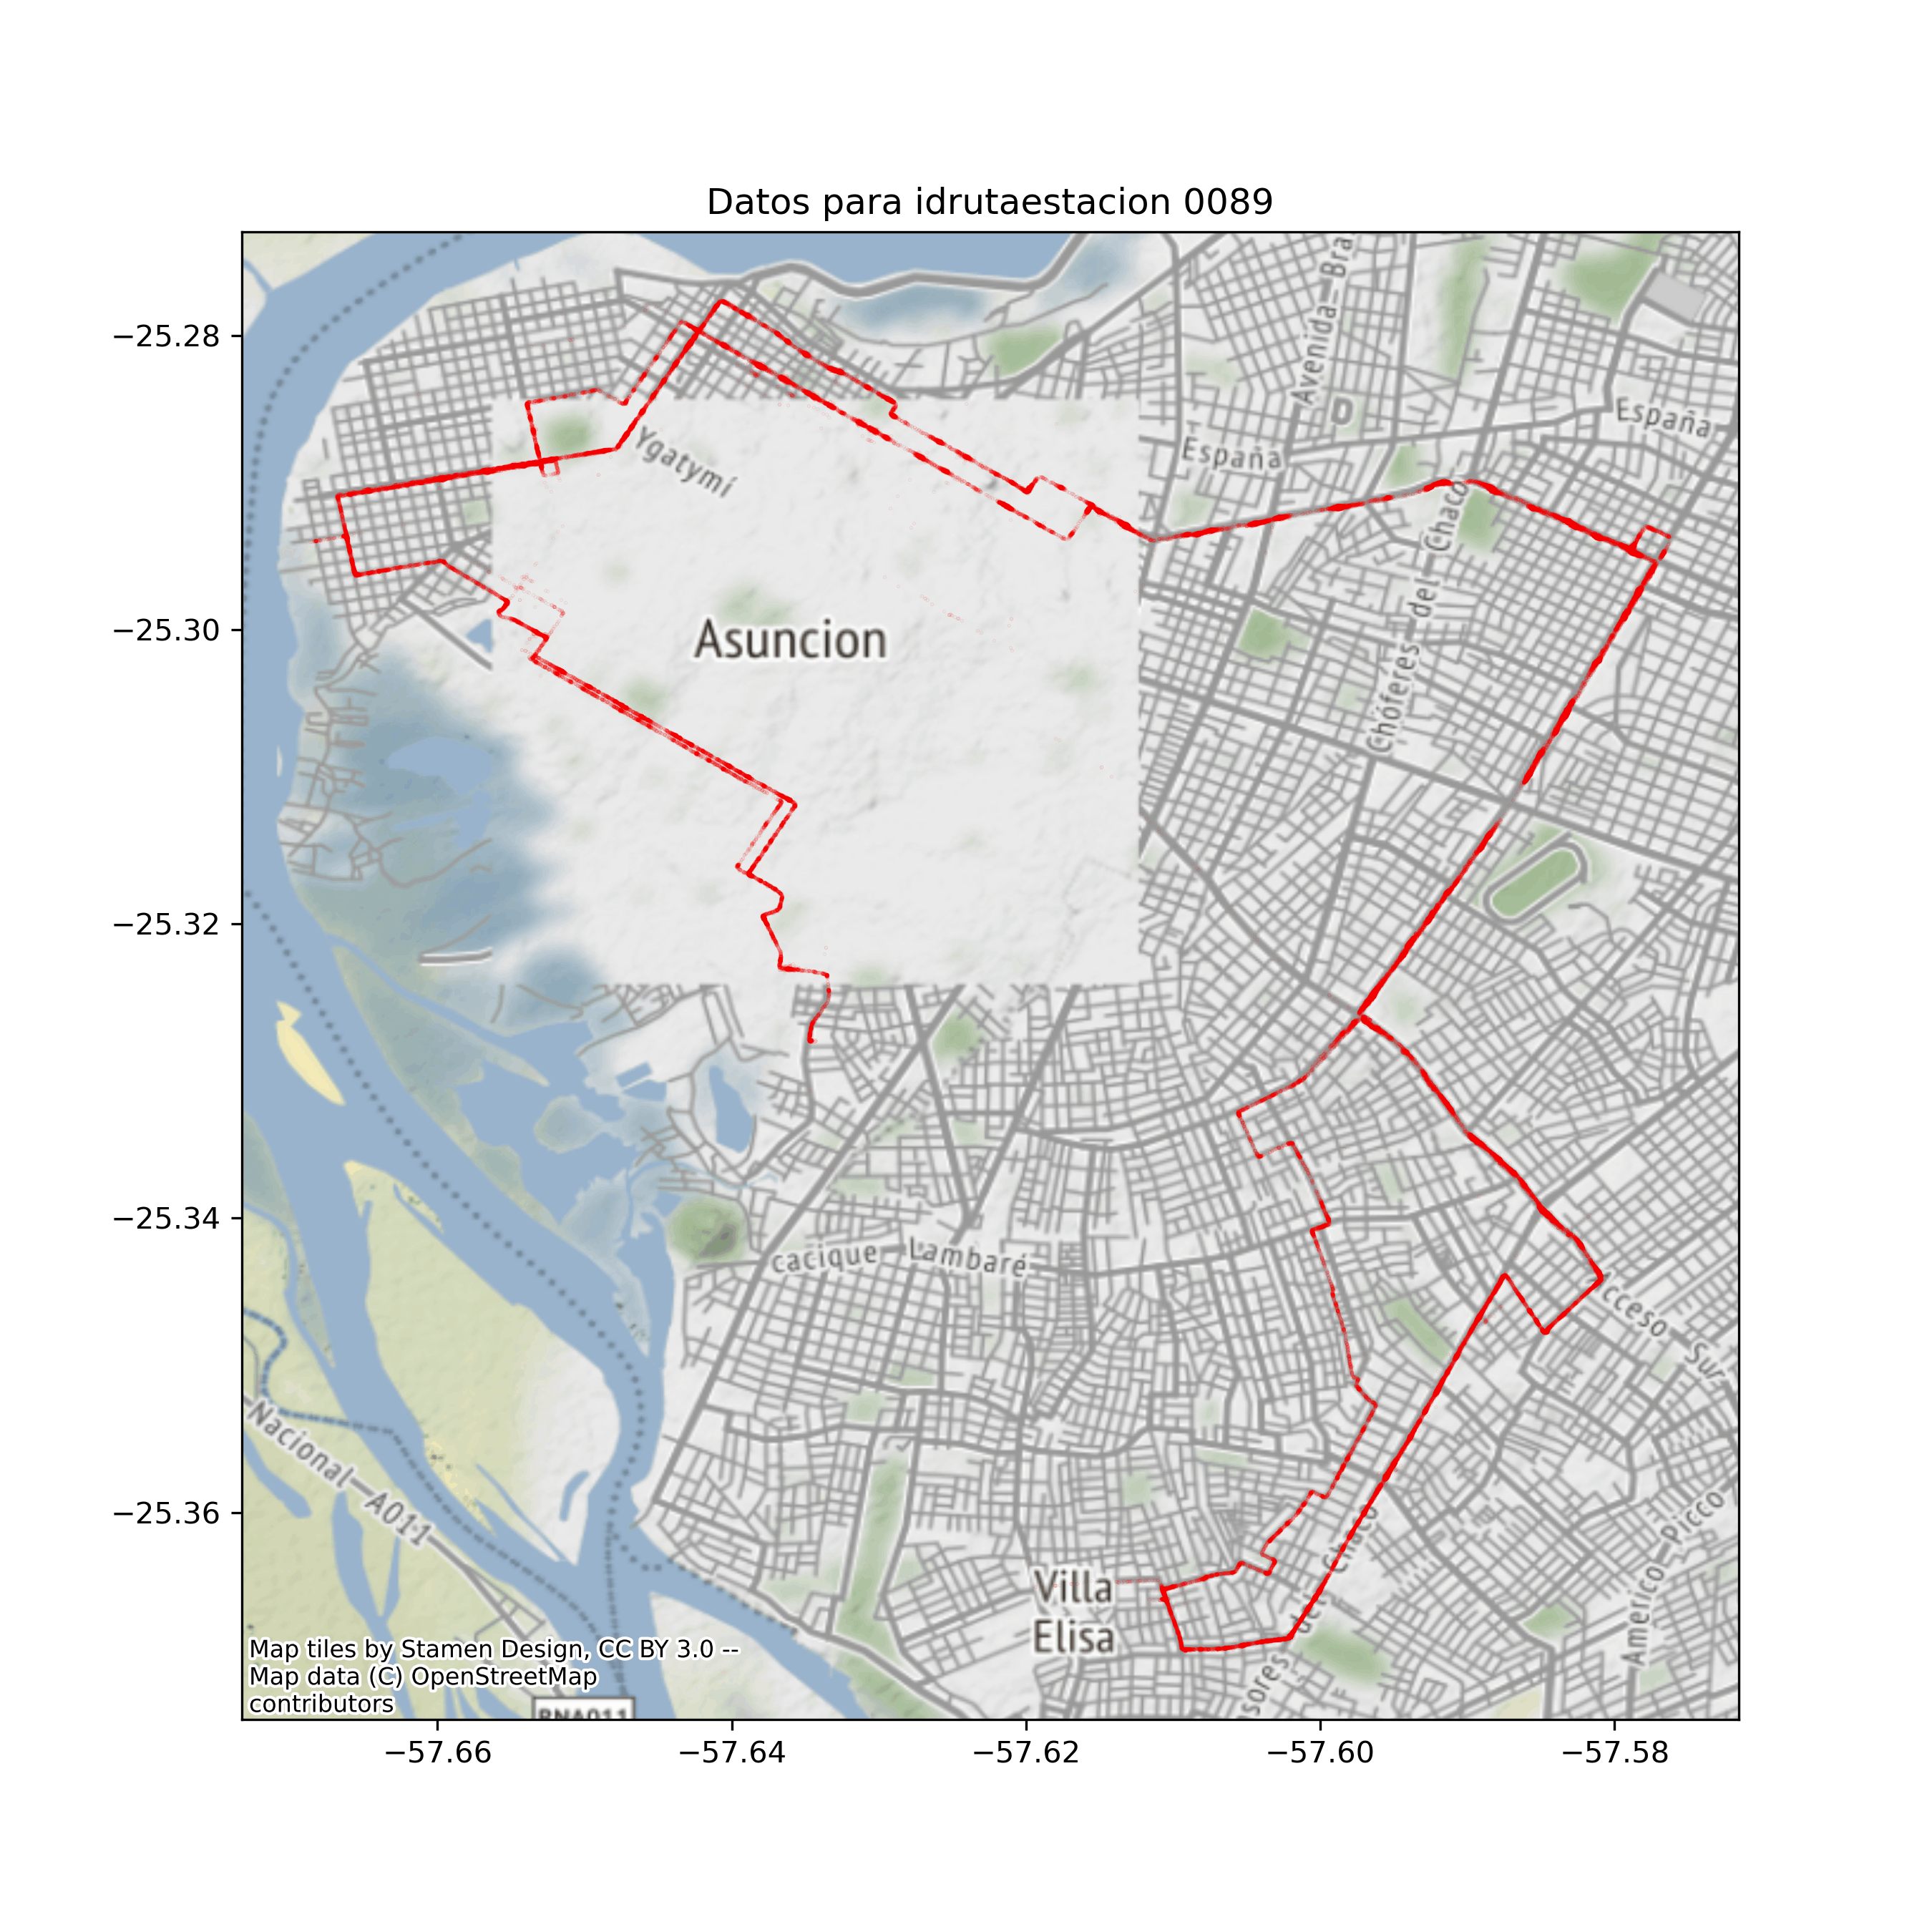 Datos para idrutaestacion 0089
−25.28
−25.30
−25.32
−25.34
−25.36
−57.66
−57.64
−57.62
−57.60
−57.58
Avenida Bra
España
España
Ygatymí
Chóferes del Chaco
Asuncion
cacique Lambaré
Acceso Sur
Nacional A011
Villa
Elisa
sores del Chaco
Américo Picco
RNA011
Map tiles by Stamen Design, CC BY 3.0 --
Map data (C) OpenStreetMap
contributors